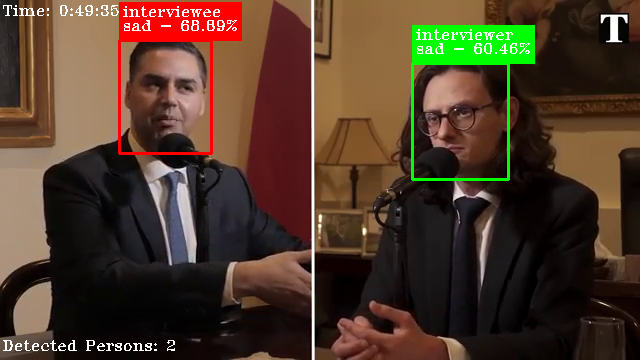 Time: 0:49:35
interviewee
sad - 68.89%
interviewer
sad - 60.46%
T
Detected Persons: 2